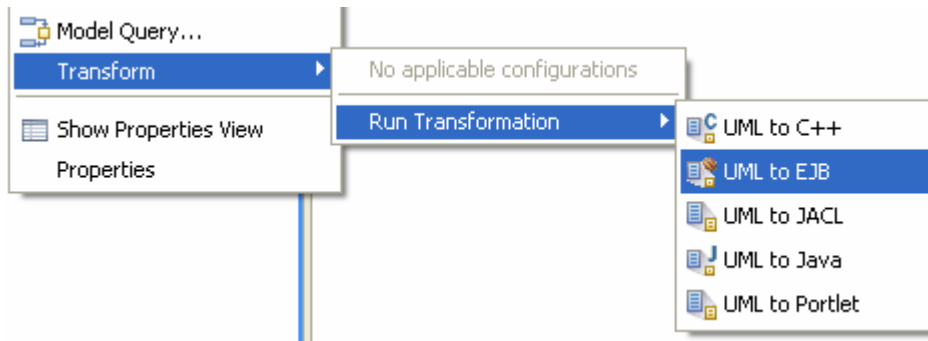 Model Query...
Transform
Show Properties View
Properties
No applicable configurations
Run Transformation
UML to C++
UML to EJB
UML to JACL
UML to Java
UML to Portlet